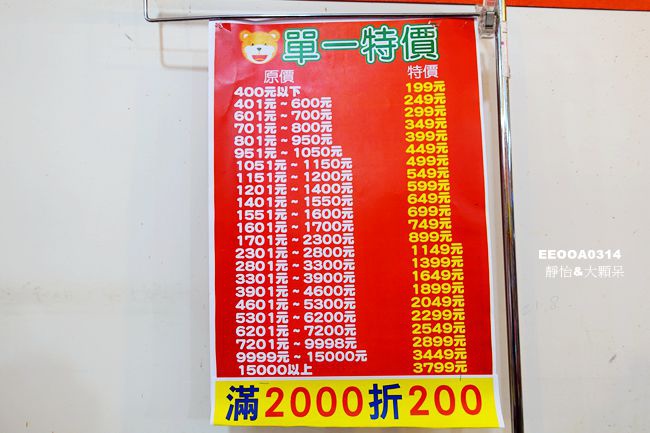 單一特價
原價 特價
400元以下 199元
401元~600元 249元
601元~700元 299元
701元~800元 349元
801元~950元 399元
951元~1050元 449元
1051元~1150元 499元
1151元~1200元 549元
1201元~1400元 599元
1401元~1550元 649元
1551元~1600元 699元
1601元~1700元 749元
1701元~2300元 899元
2301元~2800元 1149元
2801元~3300元 1399元
3301元~3900元 1649元
3901元~4600元 1899元
4601元~5300元 2049元
5301元~6200元 2299元
6201元~7200元 2549元
7201元~9998元 2899元
9999元~15000元 3449元
15000以上 3799元
滿2000折200
EEOOA0314
靜怡&大顆呆